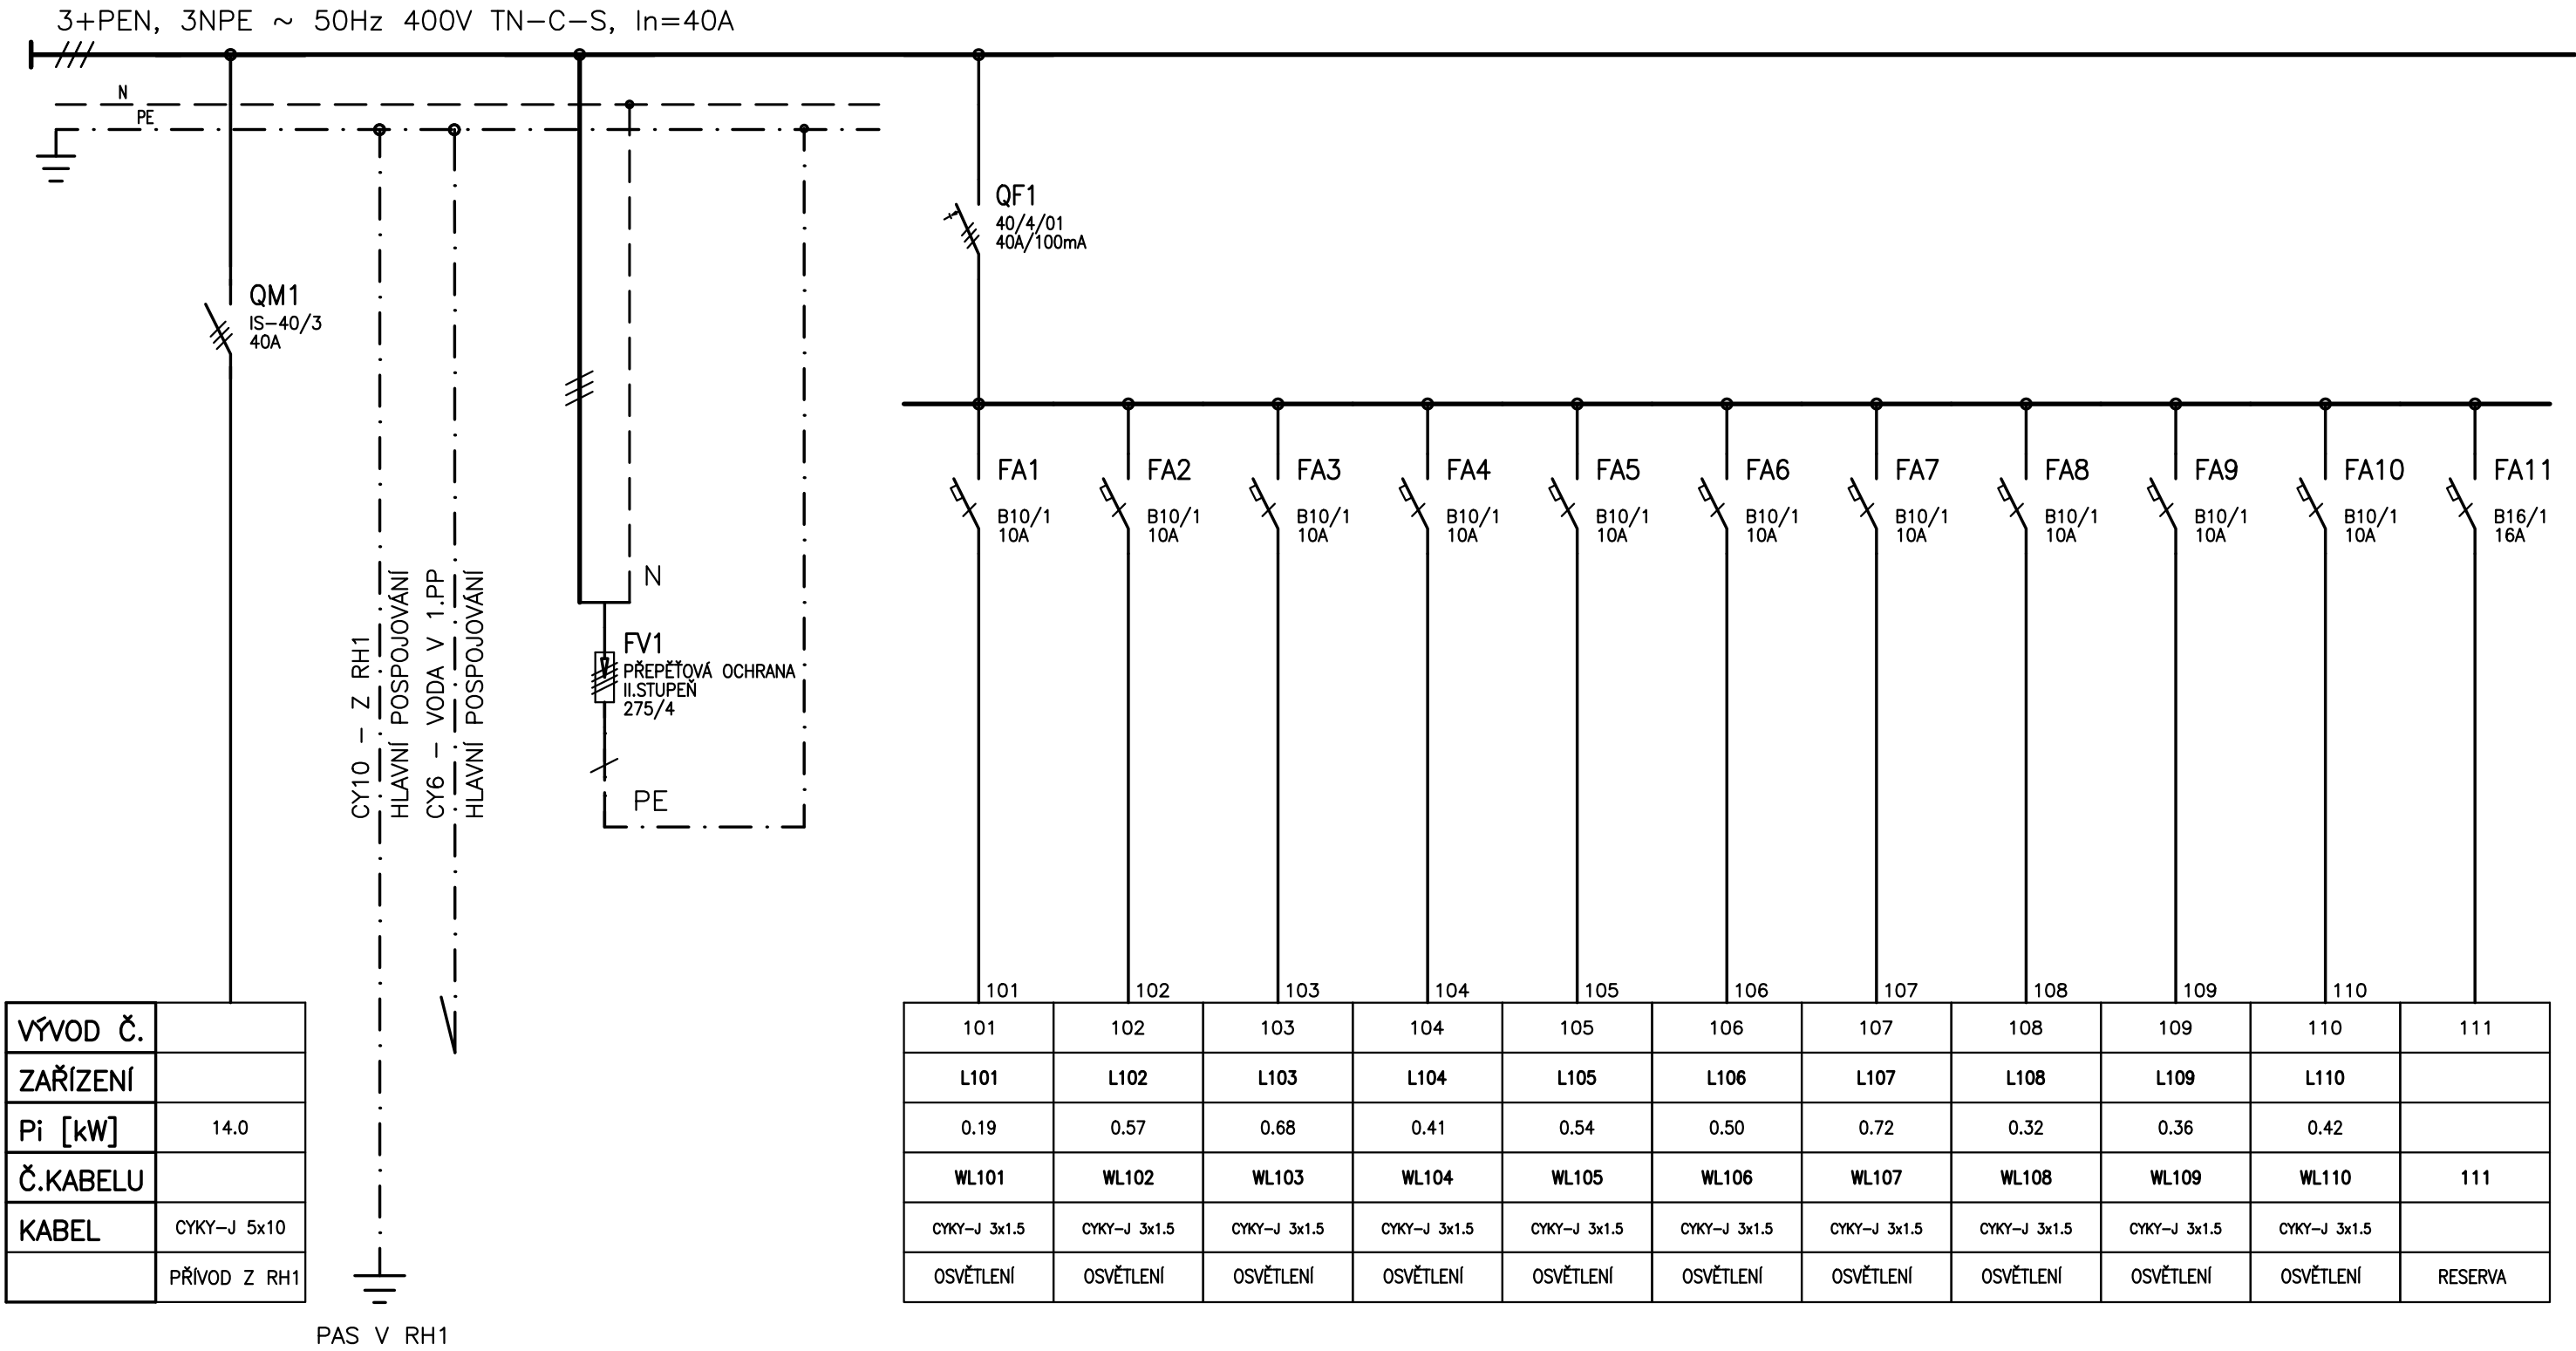 3+PEN, 3NPE ~ 50Hz 400V TN-C-S, In=40A
N
PE
QM1
IS-40/3
40A
CY10 - Z RH1
HLAVNÍ POSPOJOVÁNÍ
CY6 - VODA V 1.PP
HLAVNÍ POSPOJOVÁNÍ
N
FV1
PŘEPĚŤOVÁ OCHRANA
II.STUPEŇ
275/4
PE
QF1
40/4/01
40A/100mA
FA1 FA2 FA3 FA4 FA5 FA6 FA7 FA8 FA9 FA10 FA11
B10/1 B10/1 B10/1 B10/1 B10/1 B10/1 B10/1 B10/1 B10/1 B10/1 B16/1
10A 10A 10A 10A 10A 10A 10A 10A 10A 10A 16A
101 102 103 104 105 106 107 108 109 110
VÝVOD Č. 101 102 103 104 105 106 107 108 109 110 111
ZAŘÍZENÍ L101 L102 L103 L104 L105 L106 L107 L108 L109 L110
Pi [kW] 14.0 0.19 0.57 0.68 0.41 0.54 0.50 0.72 0.32 0.36 0.42
Č.KABELU WL101 WL102 WL103 WL104 WL105 WL106 WL107 WL108 WL109 WL110 111
KABEL CYKY-J 5x10 CYKY-J 3x1.5 CYKY-J 3x1.5 CYKY-J 3x1.5 CYKY-J 3x1.5 CYKY-J 3x1.5 CYKY-J 3x1.5 CYKY-J 3x1.5 CYKY-J 3x1.5 CYKY-J 3x1.5 CYKY-J 3x1.5
PŘÍVOD Z RH1 OSVĚTLENÍ OSVĚTLENÍ OSVĚTLENÍ OSVĚTLENÍ OSVĚTLENÍ OSVĚTLENÍ OSVĚTLENÍ OSVĚTLENÍ OSVĚTLENÍ OSVĚTLENÍ RESERVA
PAS V RH1